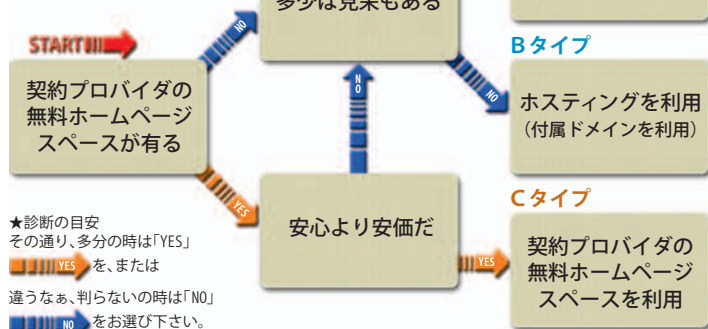 多少は見栄もある
START
NO
Bタイプ
契約プロバイダの
無料ホームページ
スペースが有る
NO
NO
ホスティングを利用
(付属ドメインを利用)
YES
安心より安価だ
Cタイプ
YES
契約プロバイダの
無料ホームページ
スペースを利用
★診断の目安
その通り、多分の時は「YES」
YES を、または
違うなぁ、判らないの時は「NO」
NO をお選び下さい。